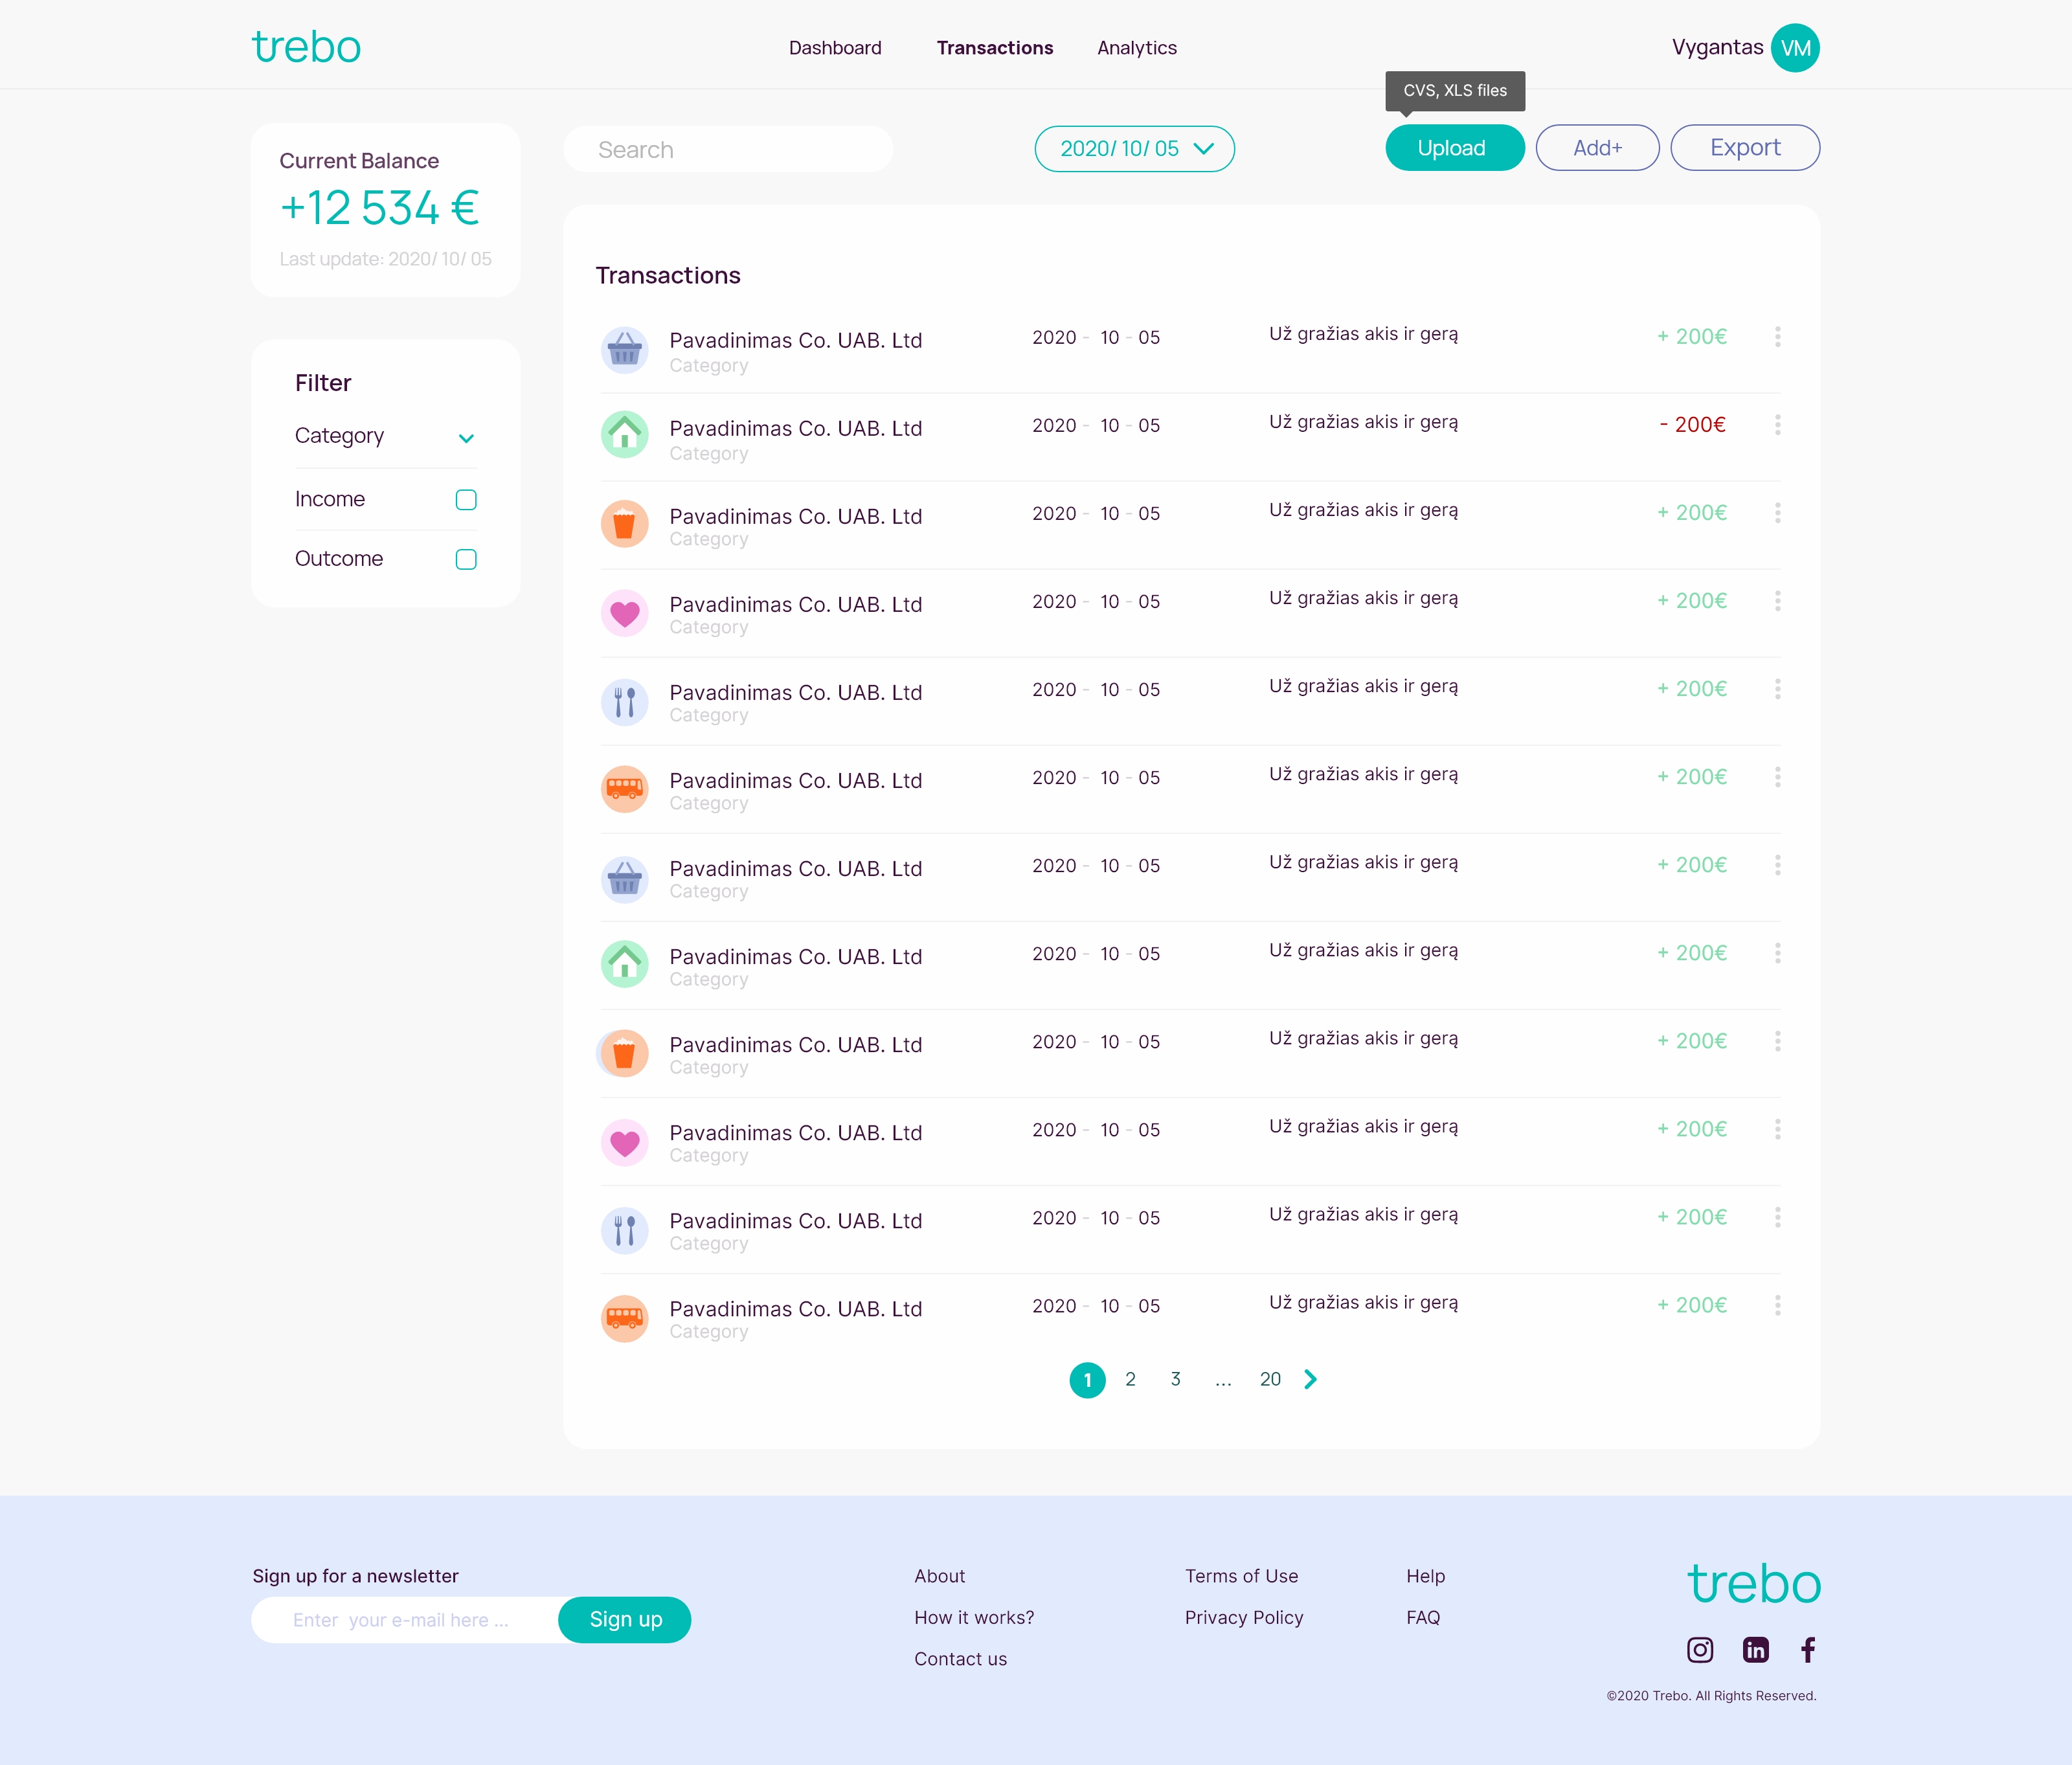 trebo
Dashboard Transactions Analytics
Vygantas VM
CVS, XLS files
Current Balance
+12 534 €
Last update: 2020/ 10/ 05
Search
2020/ 10/ 05
Upload Add+ Export
Filter
Category
Income
Outcome
Transactions
Pavadinimas Co. UAB. Ltd 2020 - 10 - 05 Už gražias akis ir gerą + 200€
Category
Pavadinimas Co. UAB. Ltd 2020 - 10 - 05 Už gražias akis ir gerą - 200€
Category
Pavadinimas Co. UAB. Ltd 2020 - 10 - 05 Už gražias akis ir gerą + 200€
Category
Pavadinimas Co. UAB. Ltd 2020 - 10 - 05 Už gražias akis ir gerą + 200€
Category
Pavadinimas Co. UAB. Ltd 2020 - 10 - 05 Už gražias akis ir gerą + 200€
Category
Pavadinimas Co. UAB. Ltd 2020 - 10 - 05 Už gražias akis ir gerą + 200€
Category
Pavadinimas Co. UAB. Ltd 2020 - 10 - 05 Už gražias akis ir gerą + 200€
Category
Pavadinimas Co. UAB. Ltd 2020 - 10 - 05 Už gražias akis ir gerą + 200€
Category
Pavadinimas Co. UAB. Ltd 2020 - 10 - 05 Už gražias akis ir gerą + 200€
Category
Pavadinimas Co. UAB. Ltd 2020 - 10 - 05 Už gražias akis ir gerą + 200€
Category
Pavadinimas Co. UAB. Ltd 2020 - 10 - 05 Už gražias akis ir gerą + 200€
Category
Pavadinimas Co. UAB. Ltd 2020 - 10 - 05 Už gražias akis ir gerą + 200€
Category
1 2 3 ... 20
Sign up for a newsletter
Enter your e-mail here ... Sign up
About
How it works?
Contact us
Terms of Use
Privacy Policy
Help
FAQ
trebo
in f
©2020 Trebo. All Rights Reserved.